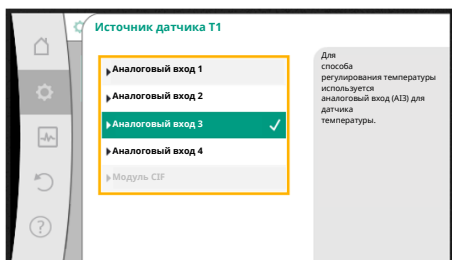 Источник датчика T1
Аналоговый вход 1
Аналоговый вход 2
Аналоговый вход 3
Аналоговый вход 4
Модуль CIF
Для
способа
регулирования температуры
используется
аналоговый вход (AI3) для
датчика
температуры.